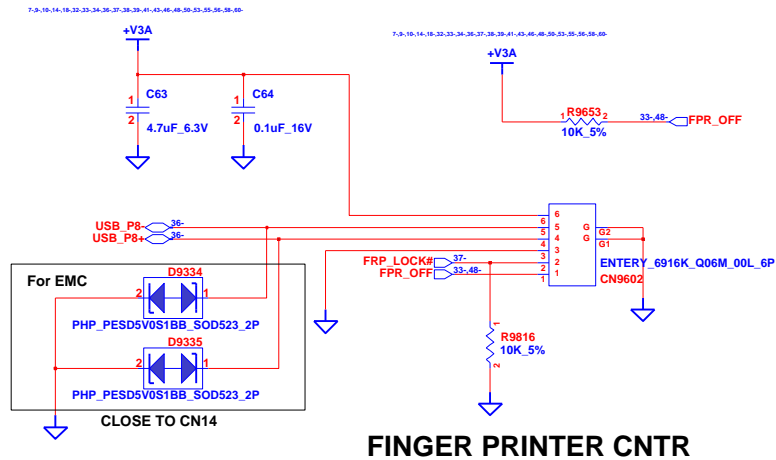 7-,9-,10-,14-,18-,32-,33-,34-,36-,37-,38-,39-,41-,43-,46-,48-,50-,53-,55-,56-,58-,60-
+V3A
7-,9-,10-,14-,18-,32-,33-,34-,36-,37-,38-,39-,41-,43-,46-,48-,50-,53-,55-,56-,58-,60-
+V3A
1 C63
2 4.7uF_6.3V
1 C64
2 0.1uF_16V
R9653
1 2
10K_5%
33-,48- FPR_OFF
USB_P8- 36-
USB_P8+ 36-
6
6 5
5 4
4 3
3 2
2 1
1
G G2
G G1
ENTERY_6916K_Q06M_00L_6P
CN9602
FRP_LOCK# 37-
FPR_OFF 33-,48-
For EMC
D9334
2 1
PHP_PESD5V0S1BB_SOD523_2P
D9335
2 1
PHP_PESD5V0S1BB_SOD523_2P
1
R9816
10K_5%
2
CLOSE TO CN14
FINGER PRINTER CNTR